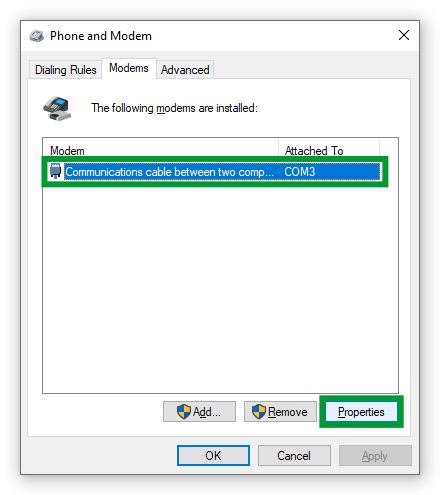 Phone and Modem
Dialing Rules Modems Advanced
The following modems are installed:
Modem Attached To
Communications cable between two comp... COM3
Add... Remove Properties
OK Cancel Apply